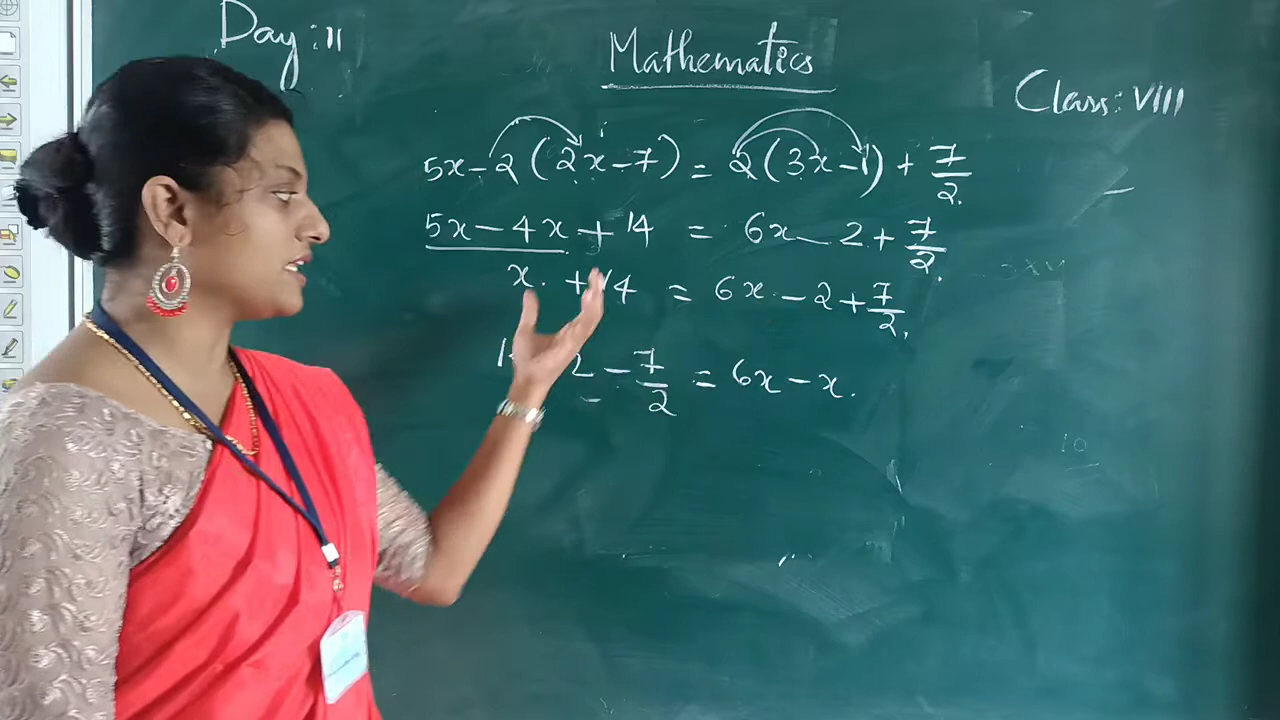 Day: 11
Mathematics
Class: VIII
5x - 2 (2x - 7) = 2 (3x - 1) + 7/2.
5x - 4x + 14 = 6x - 2 + 7/2.
x. + 14 = 6x - 2 + 7/2.
2 - 7/2 = 6x - x.
10